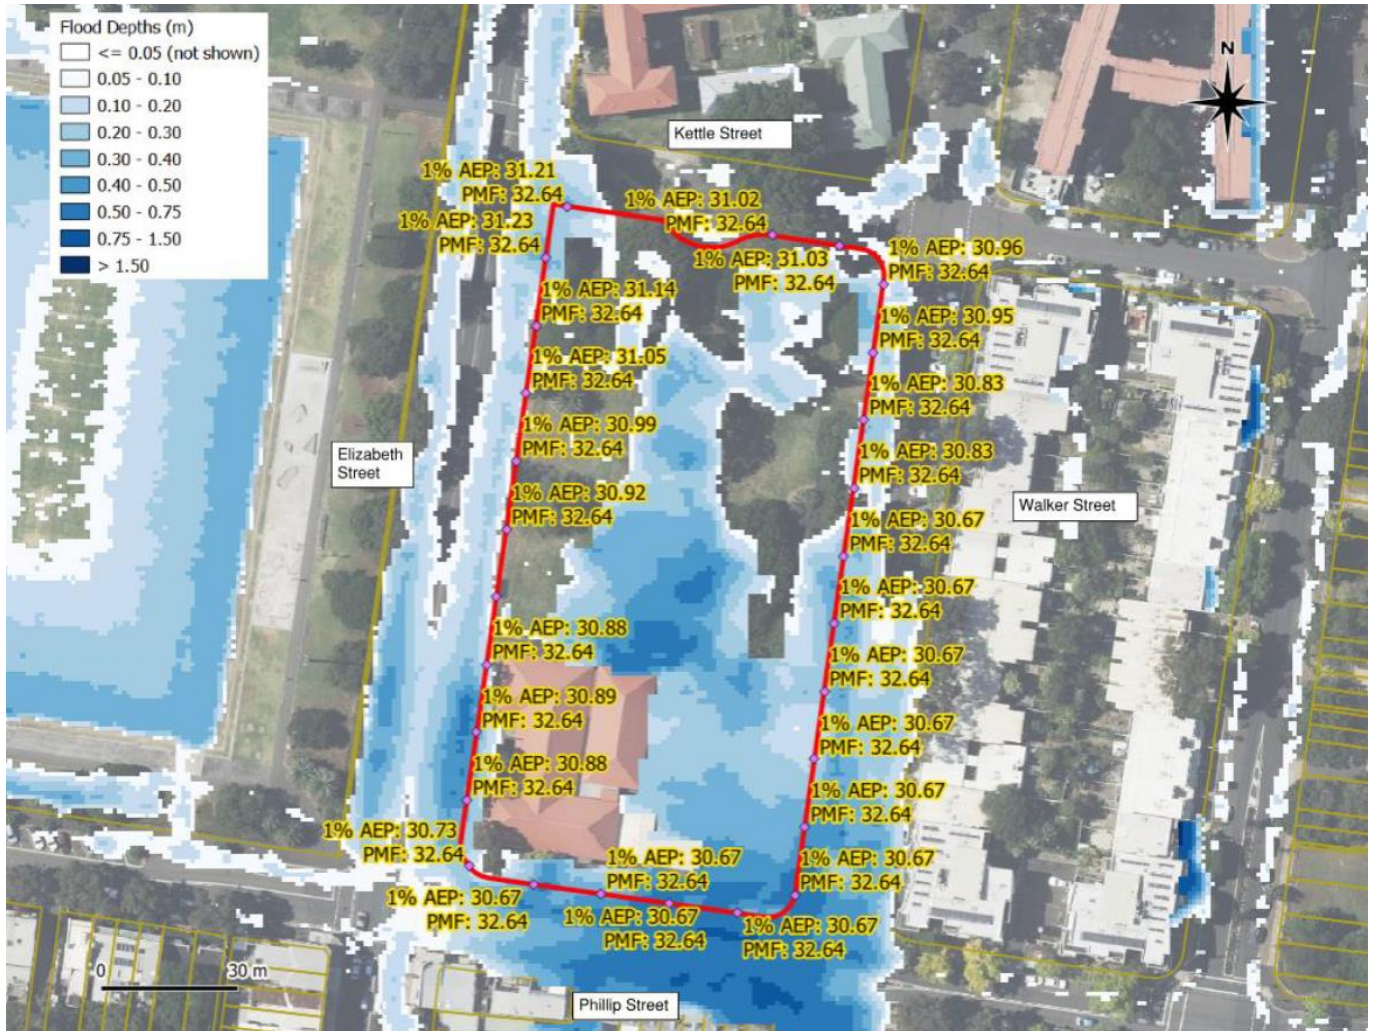 Flood Depths (m)
<= 0.05 (not shown)
0.05 - 0.10
0.10 - 0.20
0.20 - 0.30
0.30 - 0.40
0.40 - 0.50
0.50 - 0.75
0.75 - 1.50
> 1.50
N
Kettle Street
1% AEP: 31.21
PMF: 32.64
1% AEP: 31.02
PMF: 32.64
1% AEP: 31.23
PMF: 32.64
1% AEP: 31.03
PMF: 32.64
1% AEP: 30.96
PMF: 32.64
1% AEP: 31.14
PMF: 32.64
1% AEP: 30.95
PMF: 32.64
1% AEP: 31.05
PMF: 32.64
1% AEP: 30.83
PMF: 32.64
1% AEP: 30.99
PMF: 32.64
1% AEP: 30.83
PMF: 32.64
Elizabeth
Street
1% AEP: 30.92
PMF: 32.64
Walker Street
1% AEP: 30.67
PMF: 32.64
1% AEP: 30.67
PMF: 32.64
1% AEP: 30.88
PMF: 32.64
1% AEP: 30.67
PMF: 32.64
1% AEP: 30.89
PMF: 32.64
1% AEP: 30.67
PMF: 32.64
1% AEP: 30.88
PMF: 32.64
1% AEP: 30.67
PMF: 32.64
1% AEP: 30.73
PMF: 32.64
1% AEP: 30.67
PMF: 32.64
1% AEP: 30.67
PMF: 32.64
1% AEP: 30.67
PMF: 32.64
1% AEP: 30.67
PMF: 32.64
1% AEP: 30.67
PMF: 32.64
0 30 m
Phillip Street